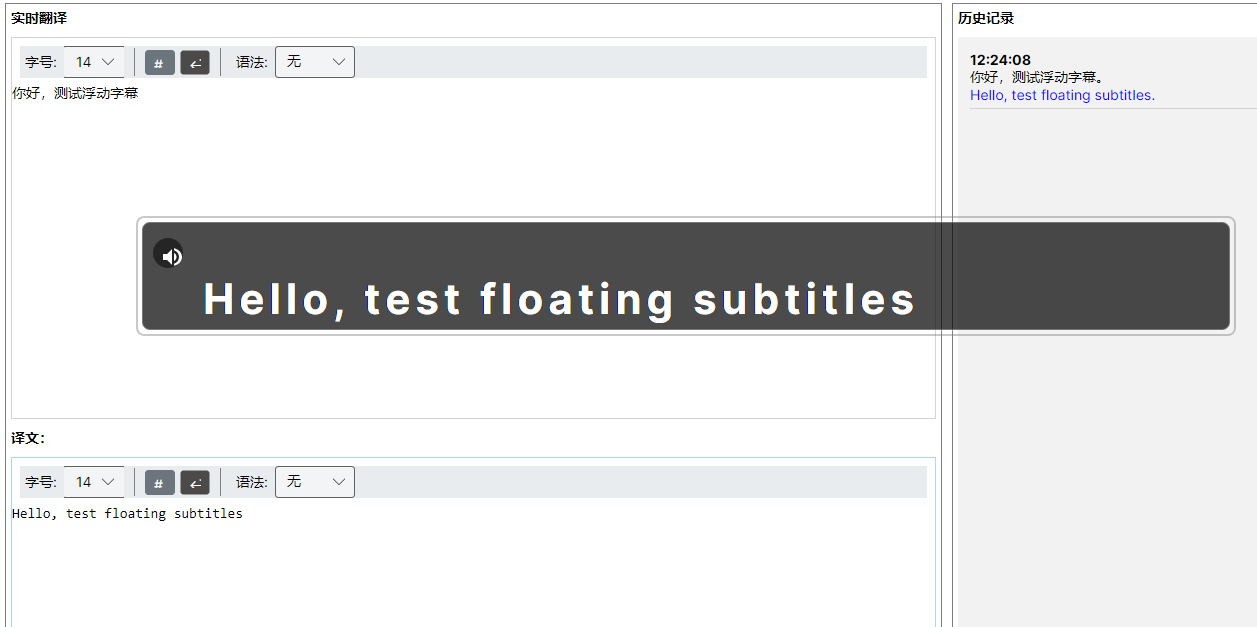 实时翻译
字号: 14 # 语法: 无
你好，测试浮动字幕
Hello, test floating subtitles
译文:
字号: 14 # 语法: 无
Hello, test floating subtitles
历史记录
12:24:08
你好，测试浮动字幕。
Hello, test floating subtitles.